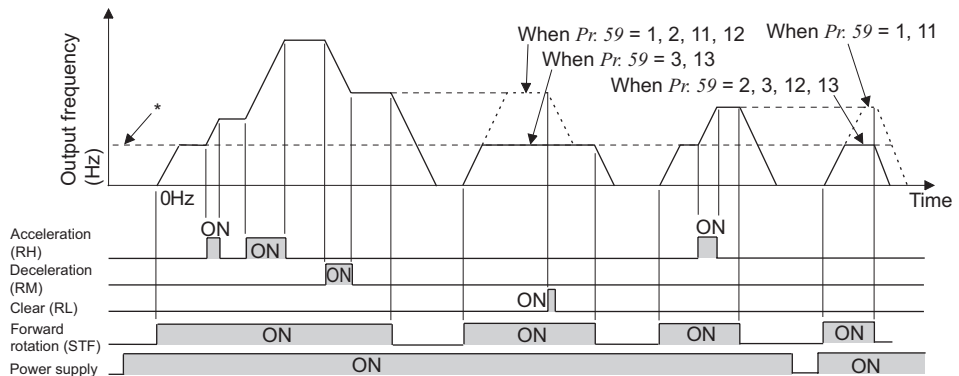 When Pr. 59 = 1, 2, 11, 12
When Pr. 59 = 1, 11
When Pr. 59 = 3, 13
When Pr. 59 = 2, 3, 12, 13
*
Output frequency
(Hz)
0Hz
Time
Acceleration
(RH)
ON
ON
ON
Deceleration
(RM)
ON
Clear (RL)
ON
Forward
rotation (STF)
ON
ON
ON
ON
Power supply
ON
ON